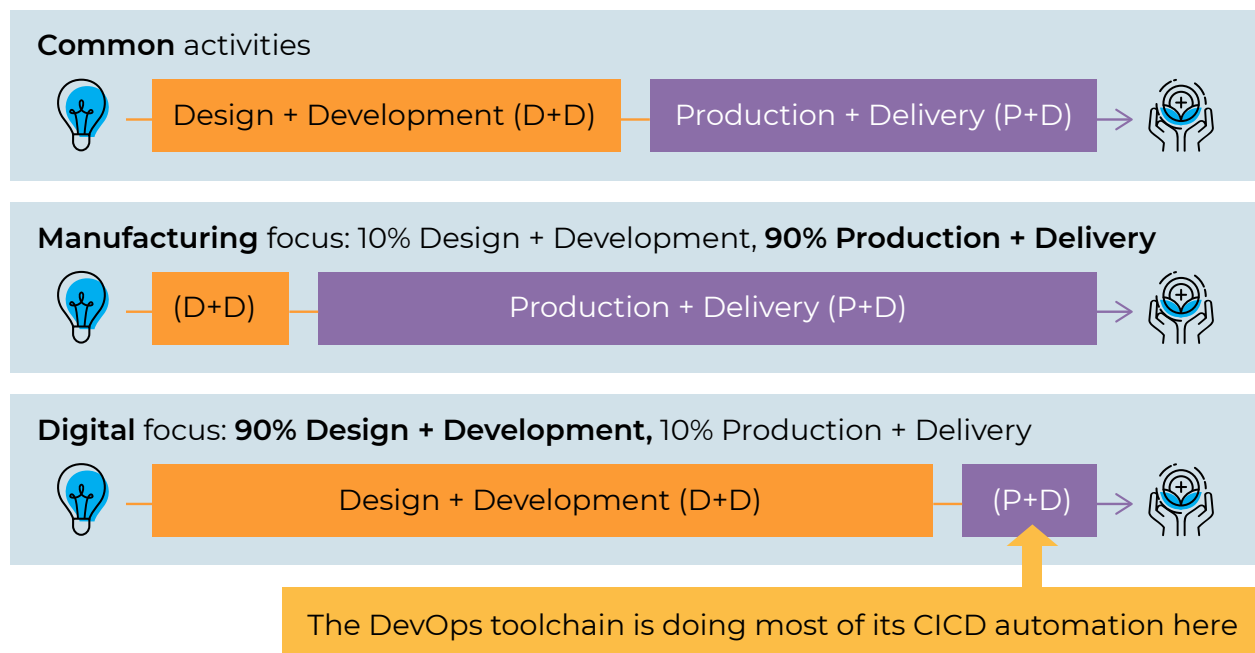 Common activities
Design + Development (D+D)
Production + Delivery (P+D)
Manufacturing focus: 10% Design + Development, 90% Production + Delivery
(D+D)
Production + Delivery (P+D)
Digital focus: 90% Design + Development, 10% Production + Delivery
Design + Development (D+D)
(P+D)
The DevOps toolchain is doing most of its CICD automation here